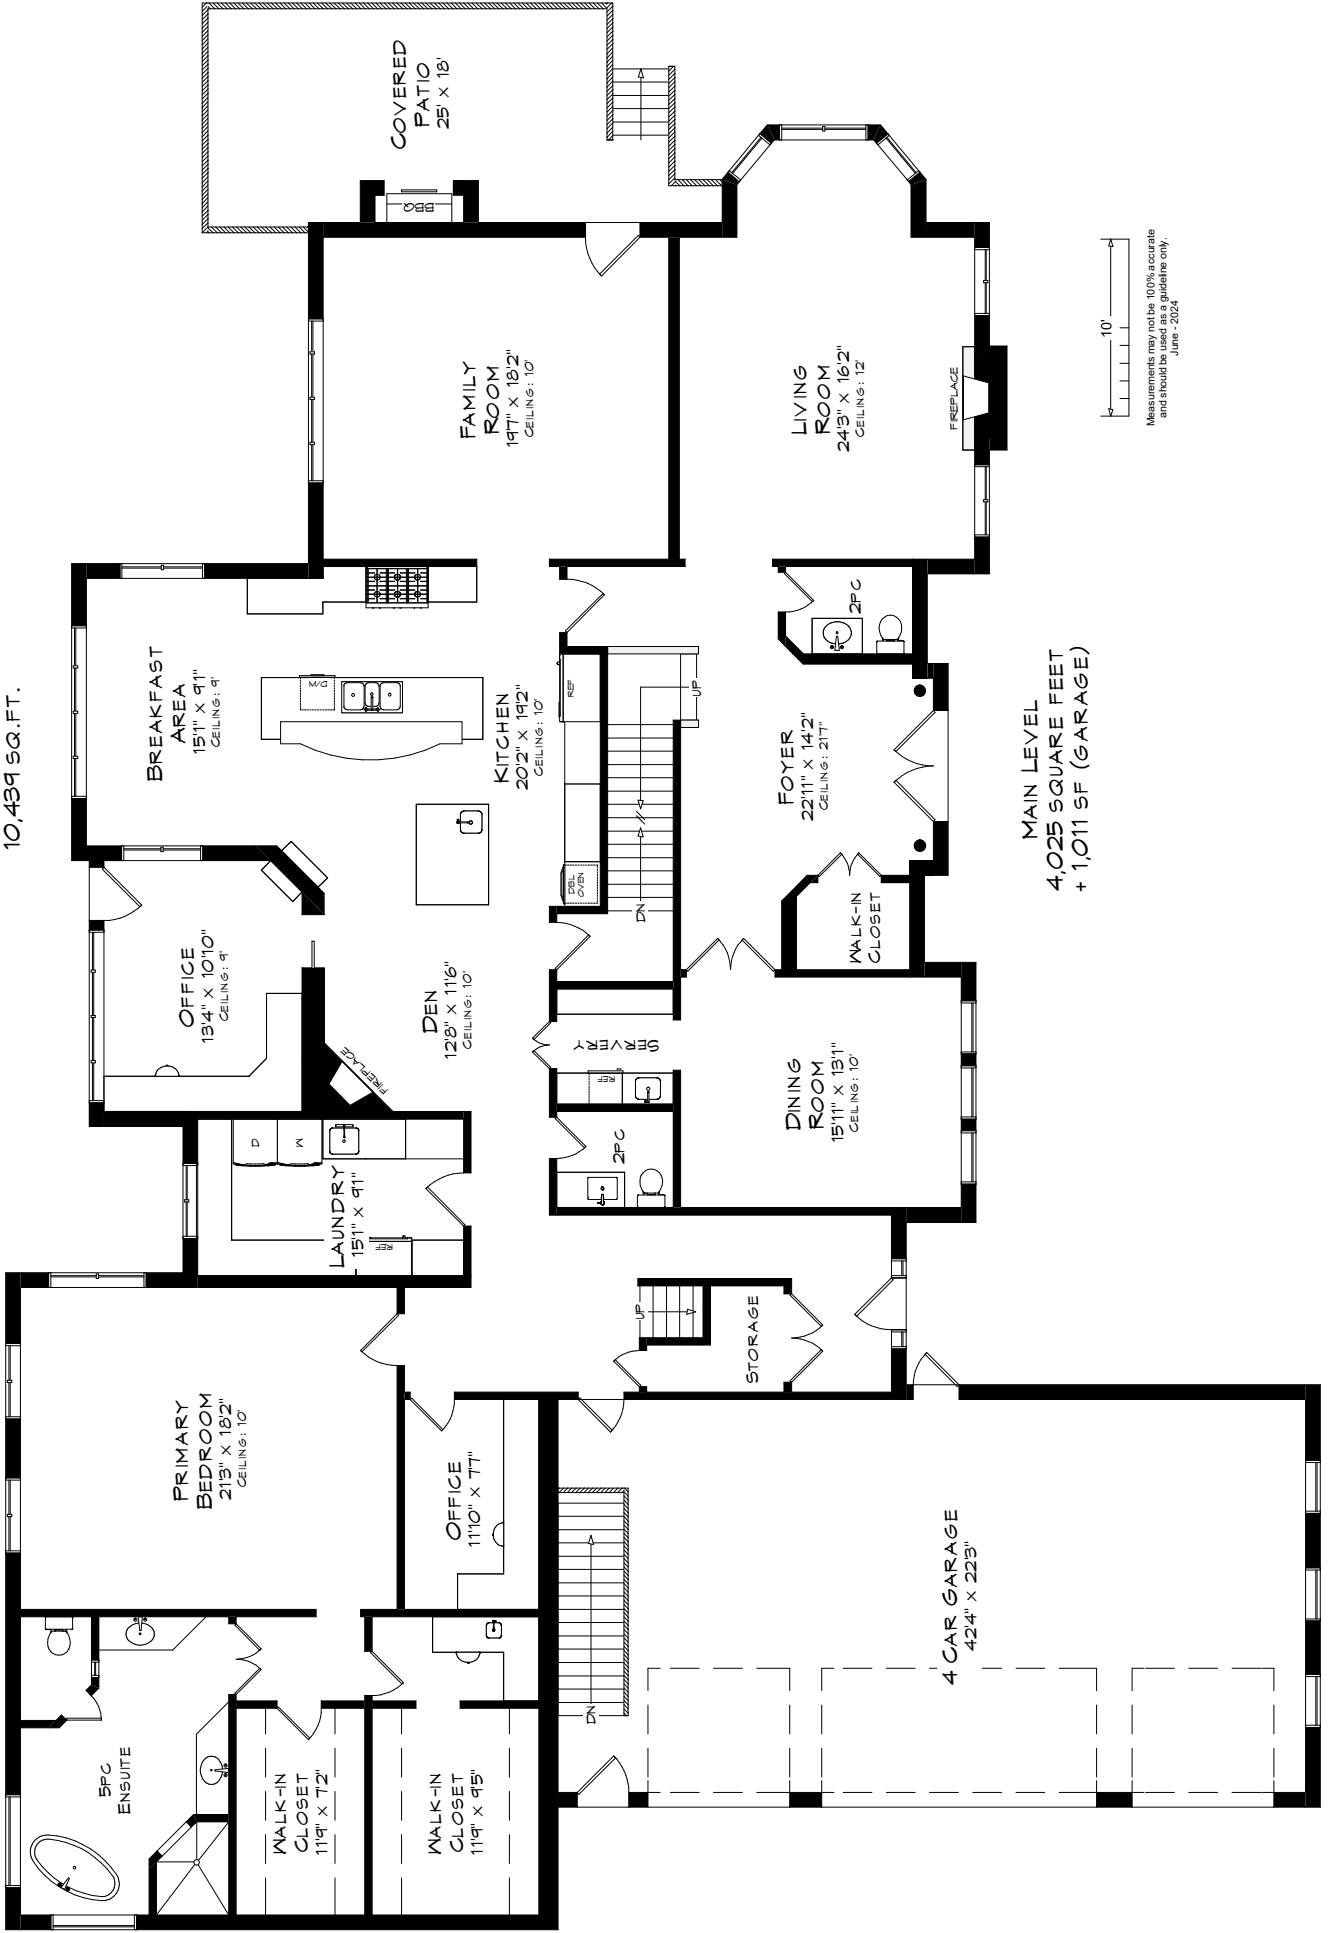 10,439 SQ.FT.
COVERED
PATIO
25' X 18'
BBQ
FAMILY
ROOM
19'7" X 18'2"
CEILING: 10'
LIVING
ROOM
24'3" X 16'2"
CEILING: 12'
FIREPLACE
10'
Measurements may not be 100% accurate
and should be used as a guideline only.
June - 2024
BREAKFAST
AREA
15'1" X 9'1"
CEILING: 9'
M/O
KITCHEN
20'2" X 19'2"
CEILING: 10'
REF
DBL
OVEN
UP
DN
2PC
FOYER
22'11" X 14'2"
CEILING: 21'7"
WALK-IN
CLOSET
MAIN LEVEL
4,025 SQUARE FEET
+ 1,011 SF (GARAGE)
OFFICE
13'4" X 10'10"
CEILING: 9'
DEN
12'8" X 11'6"
CEILING: 10'
FIREPLACE
SERVERY
REF
DINING
ROOM
15'11" X 13'1"
CEILING: 10'
2PC
D
W
LAUNDRY
15'1" X 9'1"
REF
UP
STORAGE
PRIMARY
BEDROOM
21'3" X 18'2"
CEILING: 10'
OFFICE
11'10" X 7'7"
DN
4 CAR GARAGE
42'4" X 22'3"
5PC
ENSUITE
WALK-IN
CLOSET
11'9" X 7'2"
WALK-IN
CLOSET
11'9" X 9'5"